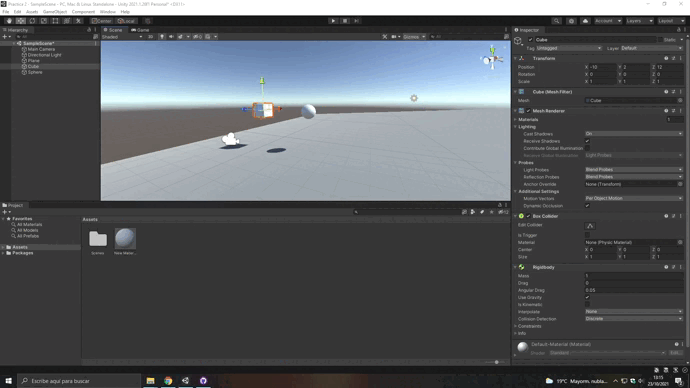 Practica 2 - SampleScene - PC, Mac & Linux Standalone - Unity 2021.1.18f1 Personal* <DX11>
File Edit Assets GameObject Component Window Help
Center Local
Account Layers Layout
Hierarchy
Scene Game
Inspector
All
Shaded 2D Gizmos
SampleScene*
Main Camera
Directional Light
Plane
Cube
Sphere
Cube Static
Tag Untagged Layer Default
Transform
Position X -10 Y 2 Z 12
Rotation X 0 Y 0 Z 0
Scale X 1 Y 1 Z 1
Cube (Mesh Filter)
Mesh Cube
Mesh Renderer
Materials 1
Lighting
Cast Shadows On
Receive Shadows
Contribute Global Illumination
Receive Global Illumination Light Probes
Probes
Light Probes Blend Probes
Reflection Probes Blend Probes
Anchor Override None (Transform)
Additional Settings
Motion Vectors Per Object Motion
Dynamic Occlusion
Box Collider
Edit Collider
Is Trigger
Material None (Physic Material)
Center X 0 Y 0 Z 0
Size X 1 Y 1 Z 1
Rigidbody
Mass 1
Drag 0
Angular Drag 0.05
Use Gravity
Is Kinematic
Interpolate None
Collision Detection Discrete
Constraints
Info
Default-Material (Material)
Shader Standard Edit...
Project
Favorites
All Materials
All Models
All Prefabs
Assets
Packages
Assets
Scenes New Mate...
Escribe aquí para buscar
19°C Mayorm. nubla...
13:15
23/10/2021